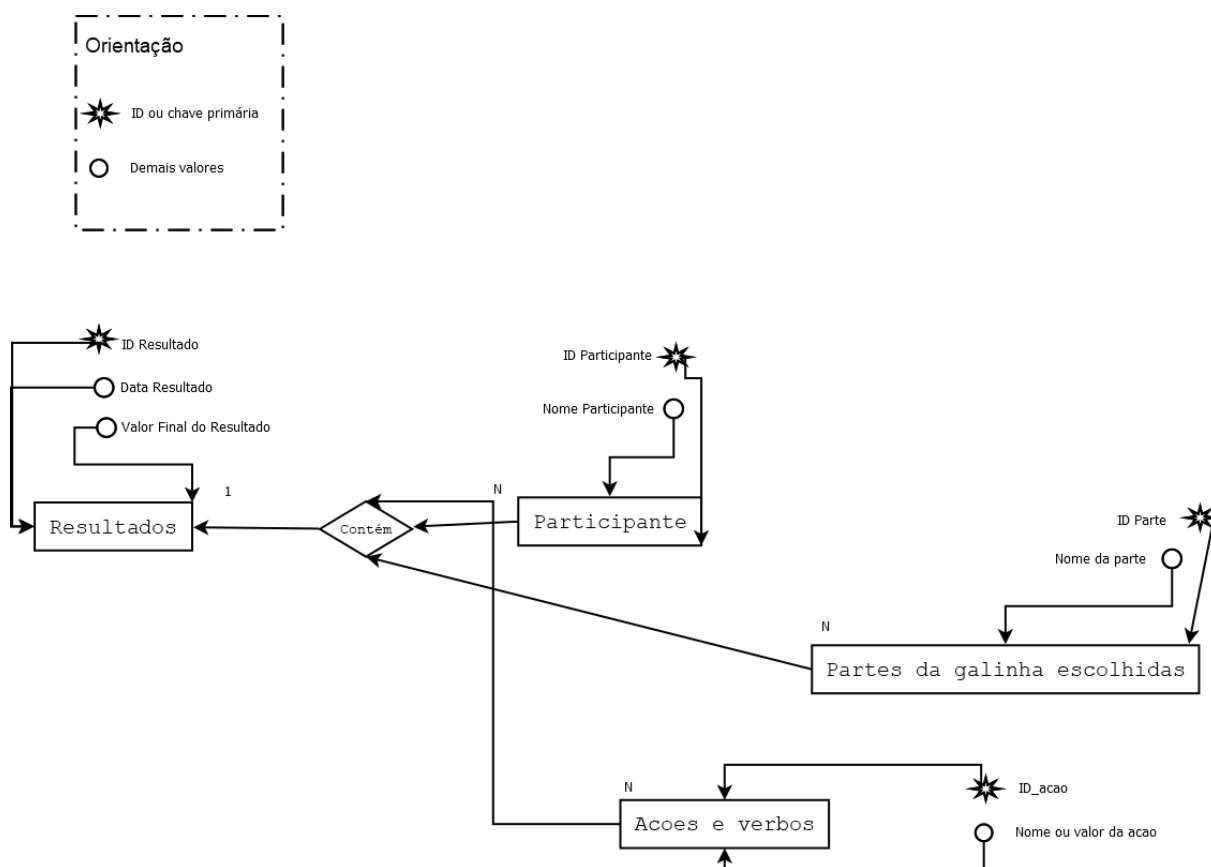 Orientação
ID ou chave primária
Demais valores
ID Resultado
Data Resultado
Valor Final do Resultado
1
Resultados
Contém
ID Participante
Nome Participante
N
Participante
ID Parte
Nome da parte
N
Partes da galinha escolhidas
N
Acoes e verbos
ID_acao
Nome ou valor da acao